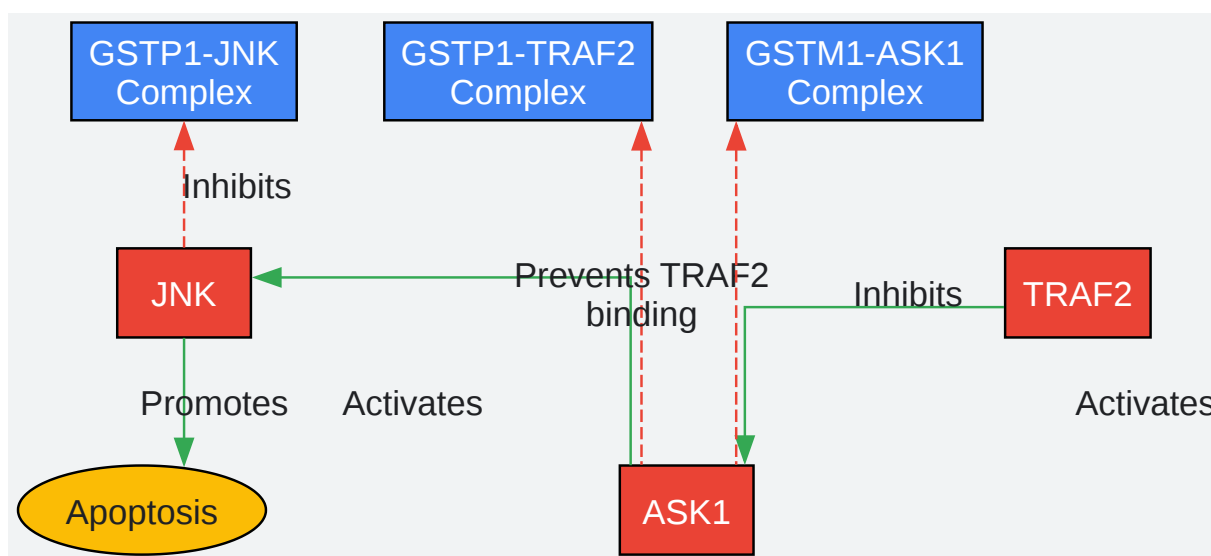 GSTP1-JNK
Complex
GSTP1-TRAF2
Complex
GSTM1-ASK1
Complex
Inhibits
JNK
Prevents TRAF2
binding
Inhibits
TRAF2
Promotes
Activates
Activates
Apoptosis
ASK1